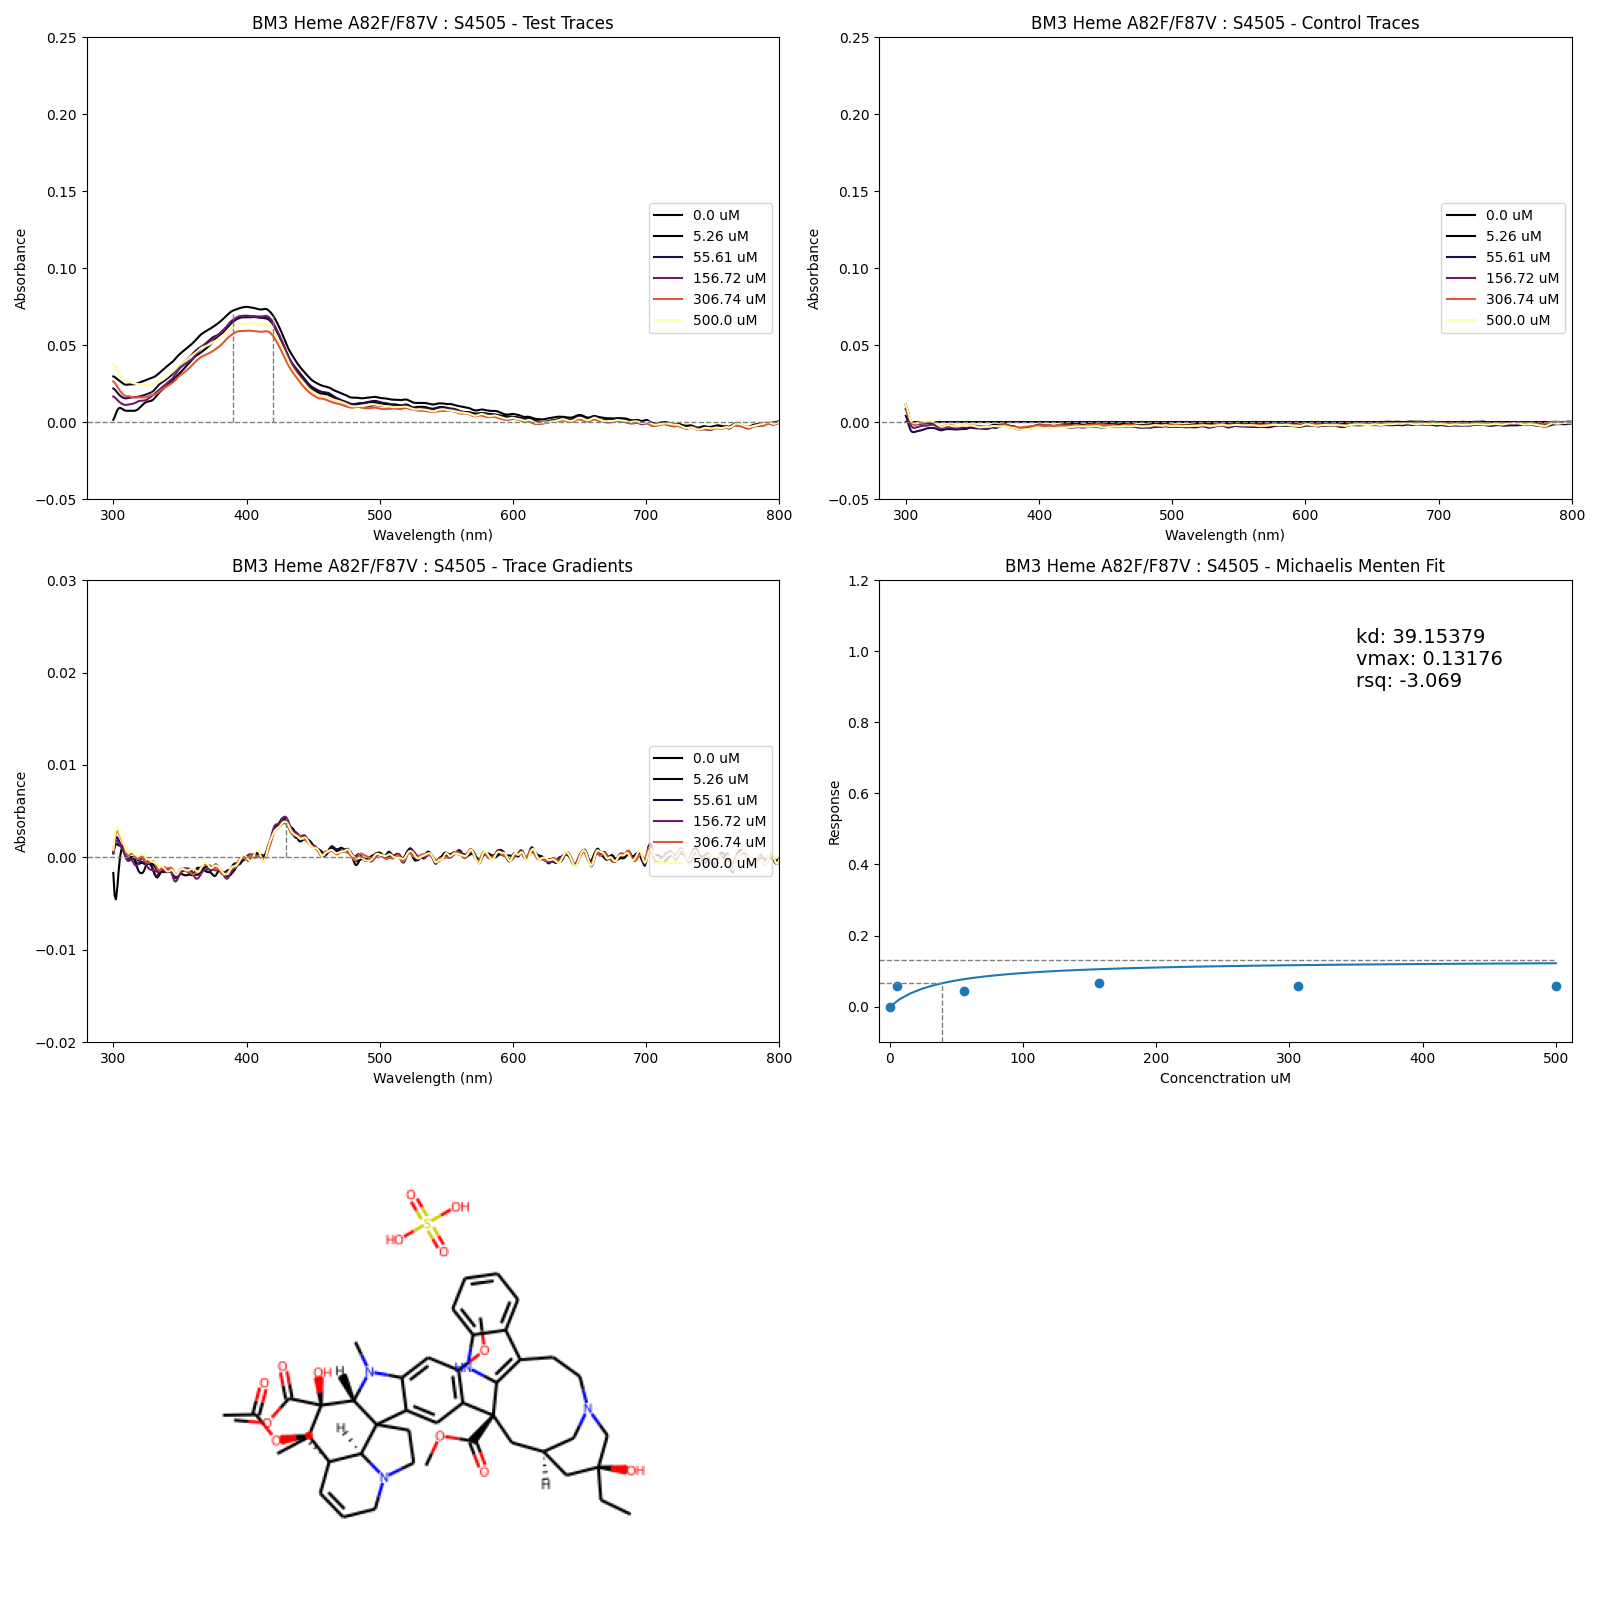 BM3 Heme A82F/F87V : S4505 - Test Traces
0.25
0.20
0.15
0.10
0.05
0.00
−0.05
Absorbance
300 400 500 600 700 800
Wavelength (nm)
0.0 uM
5.26 uM
55.61 uM
156.72 uM
306.74 uM
500.0 uM
BM3 Heme A82F/F87V : S4505 - Control Traces
0.25
0.20
0.15
0.10
0.05
0.00
−0.05
Absorbance
300 400 500 600 700 800
Wavelength (nm)
0.0 uM
5.26 uM
55.61 uM
156.72 uM
306.74 uM
500.0 uM
BM3 Heme A82F/F87V : S4505 - Trace Gradients
0.03
0.02
0.01
0.00
−0.01
−0.02
Absorbance
300 400 500 600 700 800
Wavelength (nm)
0.0 uM
5.26 uM
55.61 uM
156.72 uM
306.74 uM
500.0 uM
BM3 Heme A82F/F87V : S4505 - Michaelis Menten Fit
1.2
1.0
0.8
0.6
0.4
0.2
0.0
Response
kd: 39.15379
vmax: 0.13176
rsq: -3.069
0 100 200 300 400 500
Concenctration uM
O
OH
S
HO
O
O
HN
N
O
OH
H
O
O
N
O
H
O
O
N
O
H
OH